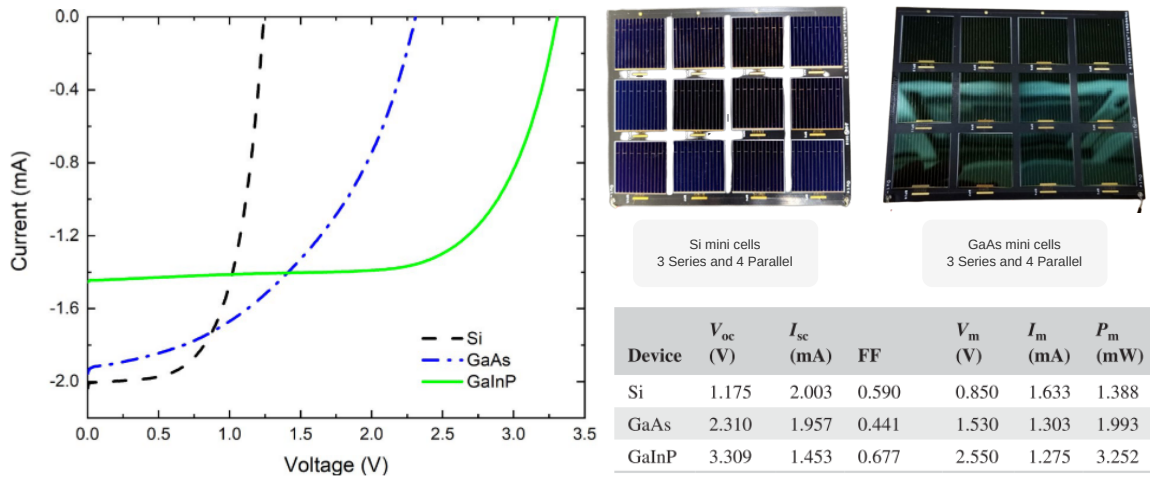 0.0
-0.4
-0.8
-1.2
-1.6
-2.0
Current (mA)
0.0 0.5 1.0 1.5 2.0 2.5 3.0 3.5
Voltage (V)
Si
GaAs
GaInP
Si mini cells
3 Series and 4 Parallel
GaAs mini cells
3 Series and 4 Parallel
Voc Isc Vm Im Pm
Device (V) (mA) FF (V) (mA) (mW)
Si 1.175 2.003 0.590 0.850 1.633 1.388
GaAs 2.310 1.957 0.441 1.530 1.303 1.993
GaInP 3.309 1.453 0.677 2.550 1.275 3.252